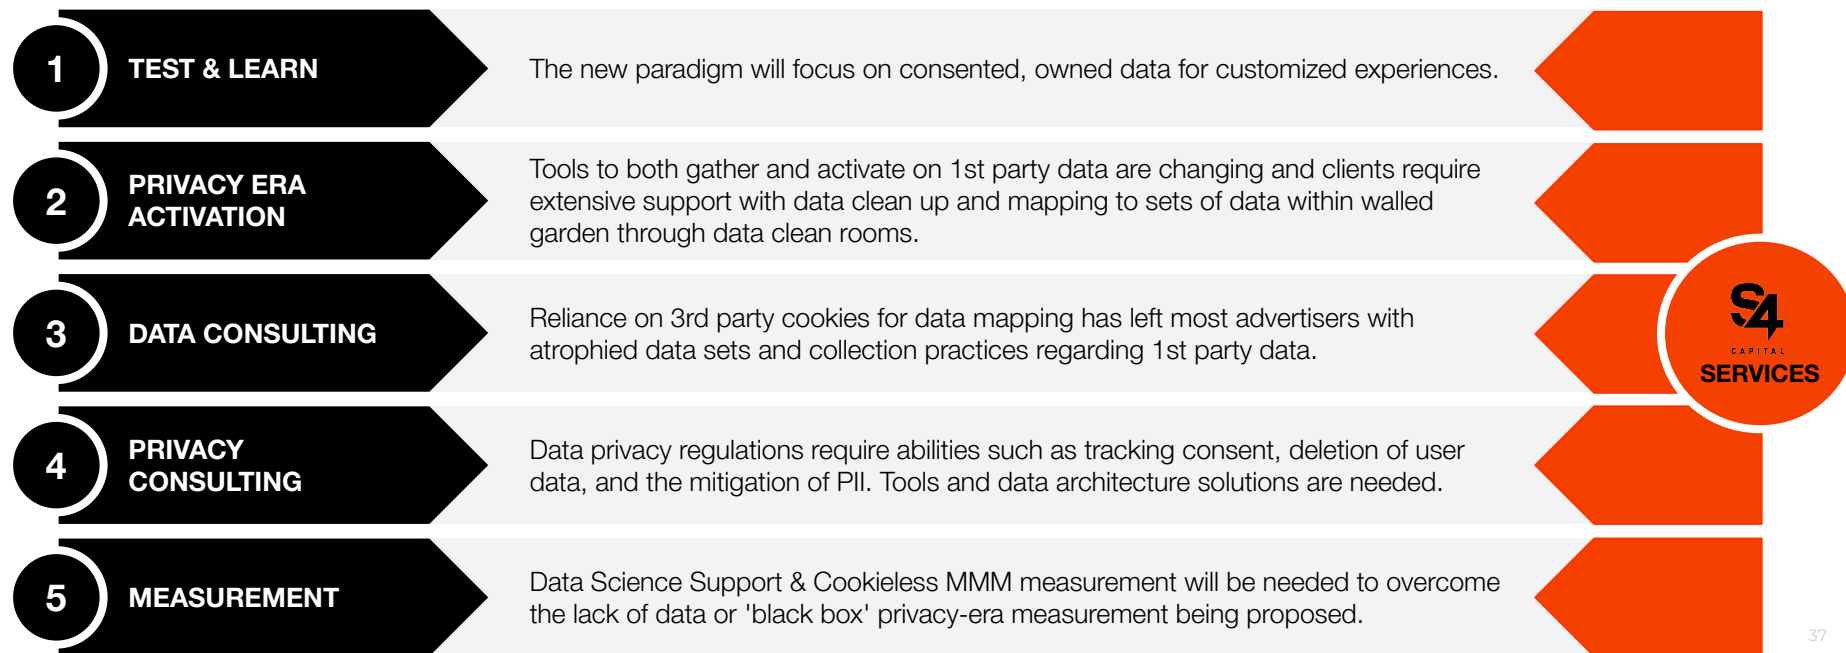 1
TEST & LEARN
The new paradigm will focus on consented, owned data for customized experiences.
2
PRIVACY ERA
ACTIVATION
Tools to both gather and activate on 1st party data are changing and clients require
extensive support with data clean up and mapping to sets of data within walled
garden through data clean rooms.
3
DATA CONSULTING
Reliance on 3rd party cookies for data mapping has left most advertisers with
atrophied data sets and collection practices regarding 1st party data.
4
PRIVACY
CONSULTING
Data privacy regulations require abilities such as tracking consent, deletion of user
data, and the mitigation of PII. Tools and data architecture solutions are needed.
5
MEASUREMENT
Data Science Support & Cookieless MMM measurement will be needed to overcome
the lack of data or 'black box' privacy-era measurement being proposed.
S4
CAPITAL
SERVICES
37